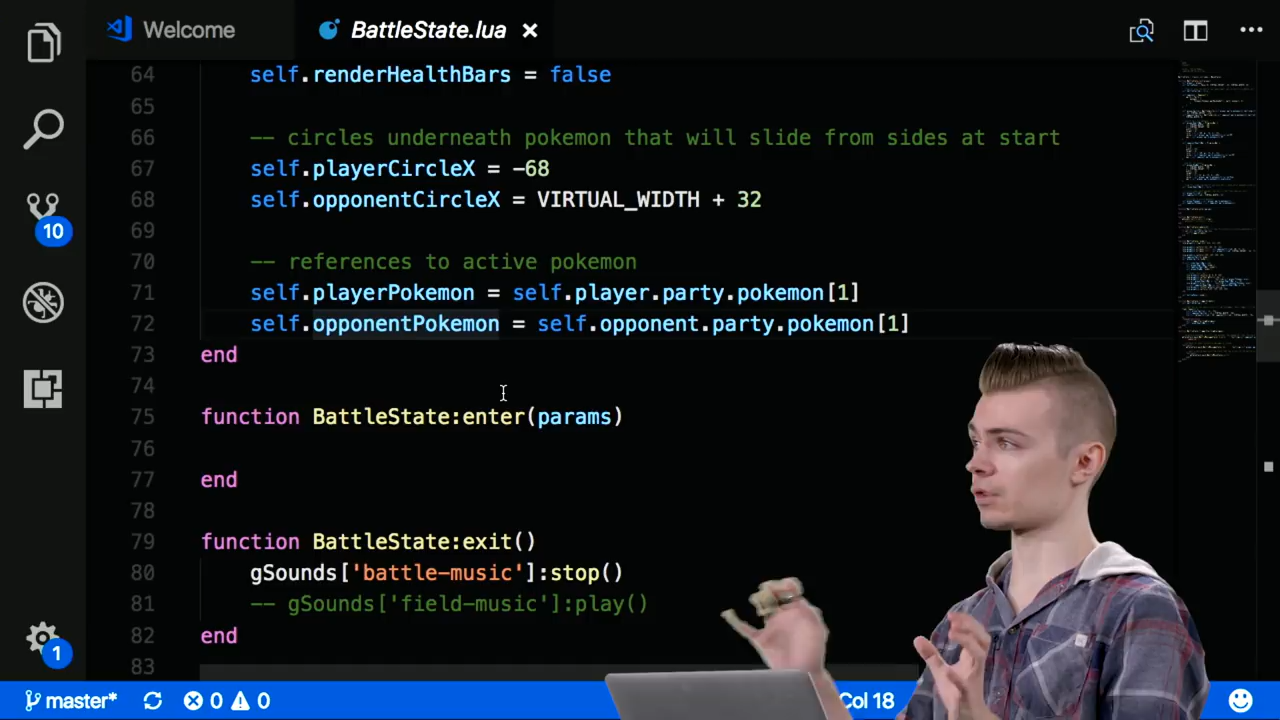 Welcome
BattleState.lua
64 self.renderHealthBars = false
65
66 -- circles underneath pokemon that will slide from sides at start
67 self.playerCircleX = -68
68 self.opponentCircleX = VIRTUAL_WIDTH + 32
69
70 -- references to active pokemon
71 self.playerPokemon = self.player.party.pokemon[1]
72 self.opponentPokemon = self.opponent.party.pokemon[1]
73 end
74
75 function BattleState:enter(params)
76
77 end
78
79 function BattleState:exit()
80 gSounds['battle-music']:stop()
81 -- gSounds['field-music']:play()
82 end
83
10
1
master* 0 0 Col 18